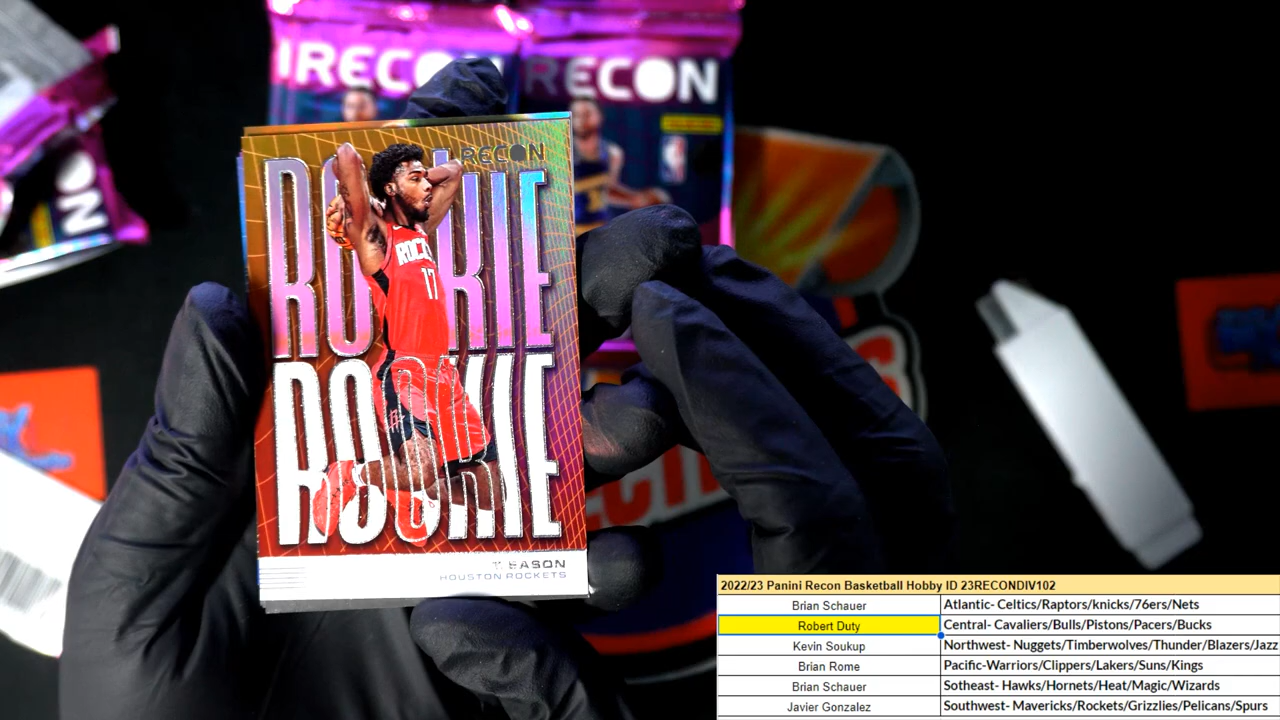 RECON
RECON
RECON
ROOKIE
ROCK
17
ROOKIE
EASON
HOUSTON ROCKETS
2022/23 Panini Recon Basketball Hobby ID 23RECONDIV102
Brian Schauer Atlantic- Celtics/Raptors/knicks/76ers/Nets
Robert Duty Central- Cavaliers/Bulls/Pistons/Pacers/Bucks
Kevin Soukup Northwest- Nuggets/Timberwolves/Thunder/Blazers/Jazz
Brian Rome Pacific-Warriors/Clippers/Lakers/Suns/Kings
Brian Schauer Sotheast- Hawks/Hornets/Heat/Magic/Wizards
Javier Gonzalez Southwest- Mavericks/Rockets/Grizzlies/Pelicans/Spurs